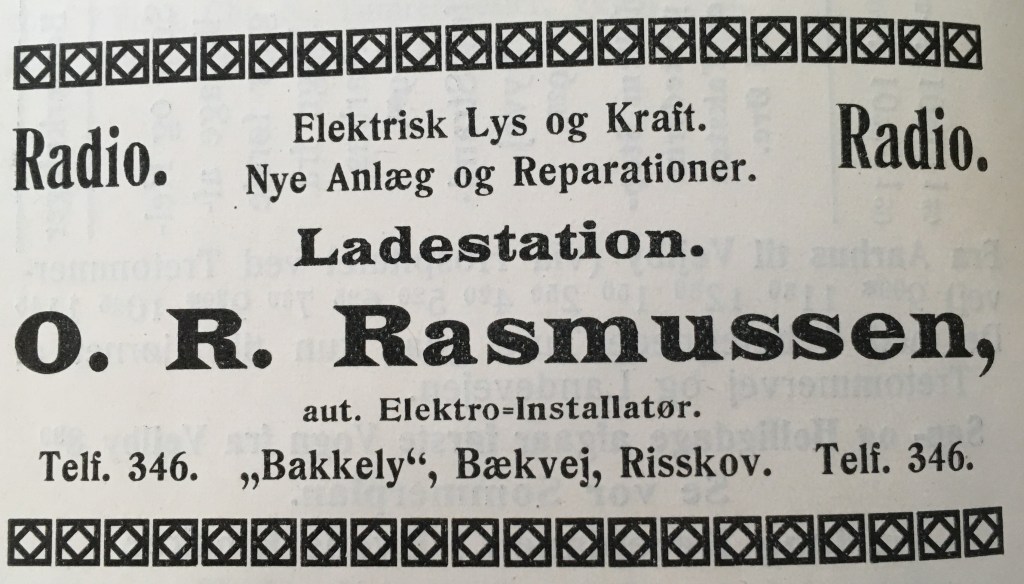 Radio.
Elektrisk Lys og Kraft.
Nye Anlæg og Reparationer.
Radio.
Ladestation.
O. R. Rasmussen,
aut. Elektro=Installatør.
Telf. 346. „Bakkely“, Bækvej, Risskov. Telf. 346.